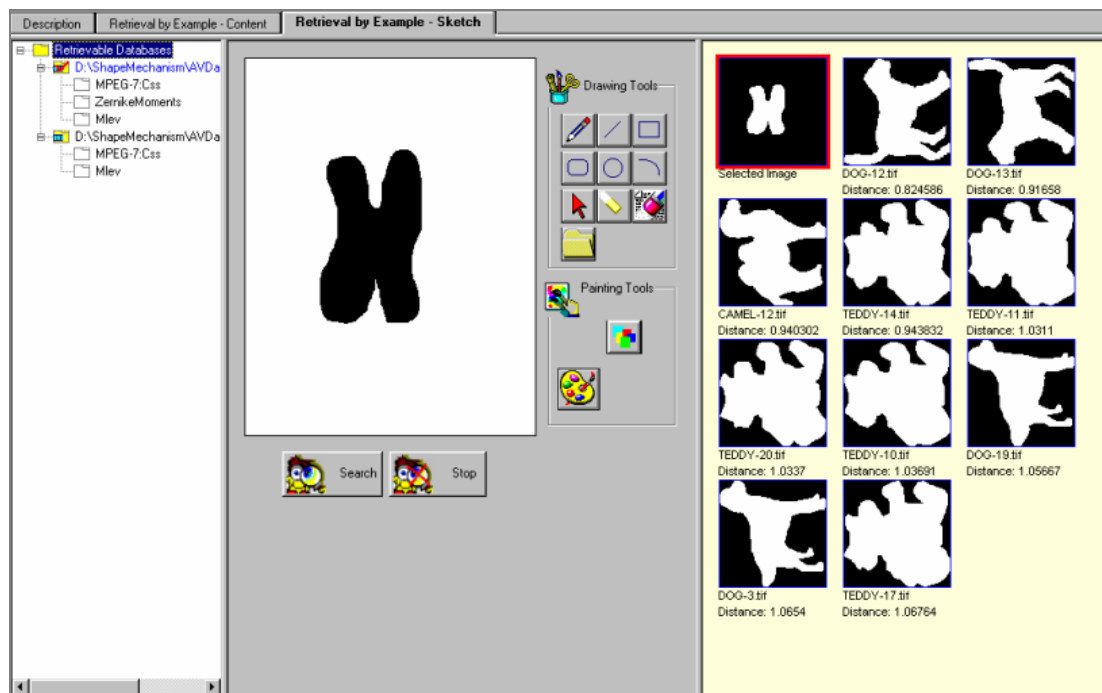 Description Retrieval by Example - Content Retrieval by Example - Sketch
Retrievable Databases
D:\ShapeMechanism\AVDa
MPEG-7:Css
ZernikeMoments
Mlev
D:\ShapeMechanism\AVDa
MPEG-7:Css
Mlev
Drawing Tools
Painting Tools
Search Stop
Selected Image DOG-12.tif DOG-13.tif
Distance: 0.824586 Distance: 0.91658
CAMEL-12.tif TEDDY-14.tif TEDDY-11.tif
Distance: 0.940302 Distance: 0.943832 Distance: 1.0311
TEDDY-20.tif TEDDY-10.tif DOG-19.tif
Distance: 1.0337 Distance: 1.03691 Distance: 1.05667
DOG-3.tif TEDDY-17.tif
Distance: 1.0654 Distance: 1.06764